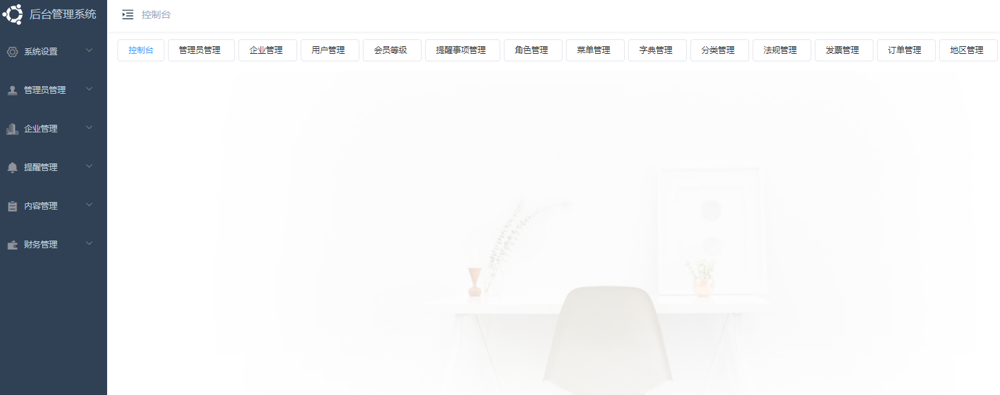 后台管理系统
控制台
控制台 管理员管理 企业管理 用户管理 会员等级 提醒事项管理 角色管理 菜单管理 字典管理 分类管理 法规管理 发票管理 订单管理 地区管理
系统设置
管理员管理
企业管理
提醒管理
内容管理
财务管理